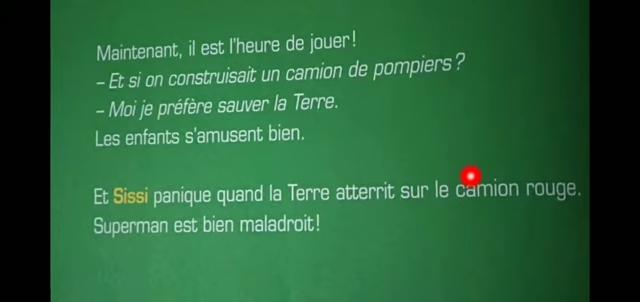 Maintenant, il est l'heure de jouer !
– Et si on construisait un camion de pompiers ?
– Moi je préfère sauver la Terre.
Les enfants s'amusent bien.
Et Sissi panique quand la Terre atterrit sur le camion rouge.
Superman est bien maladroit !